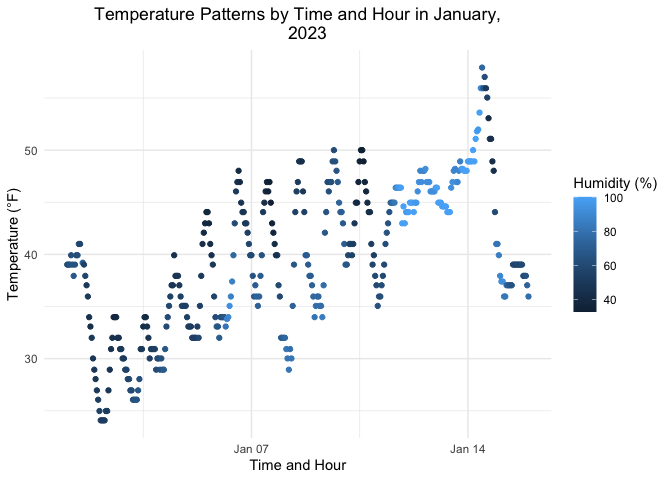 Temperature Patterns by Time and Hour in January,
2023
Temperature (°F)
50
40
30
Jan 07
Jan 14
Time and Hour
Humidity (%)
100
80
60
40